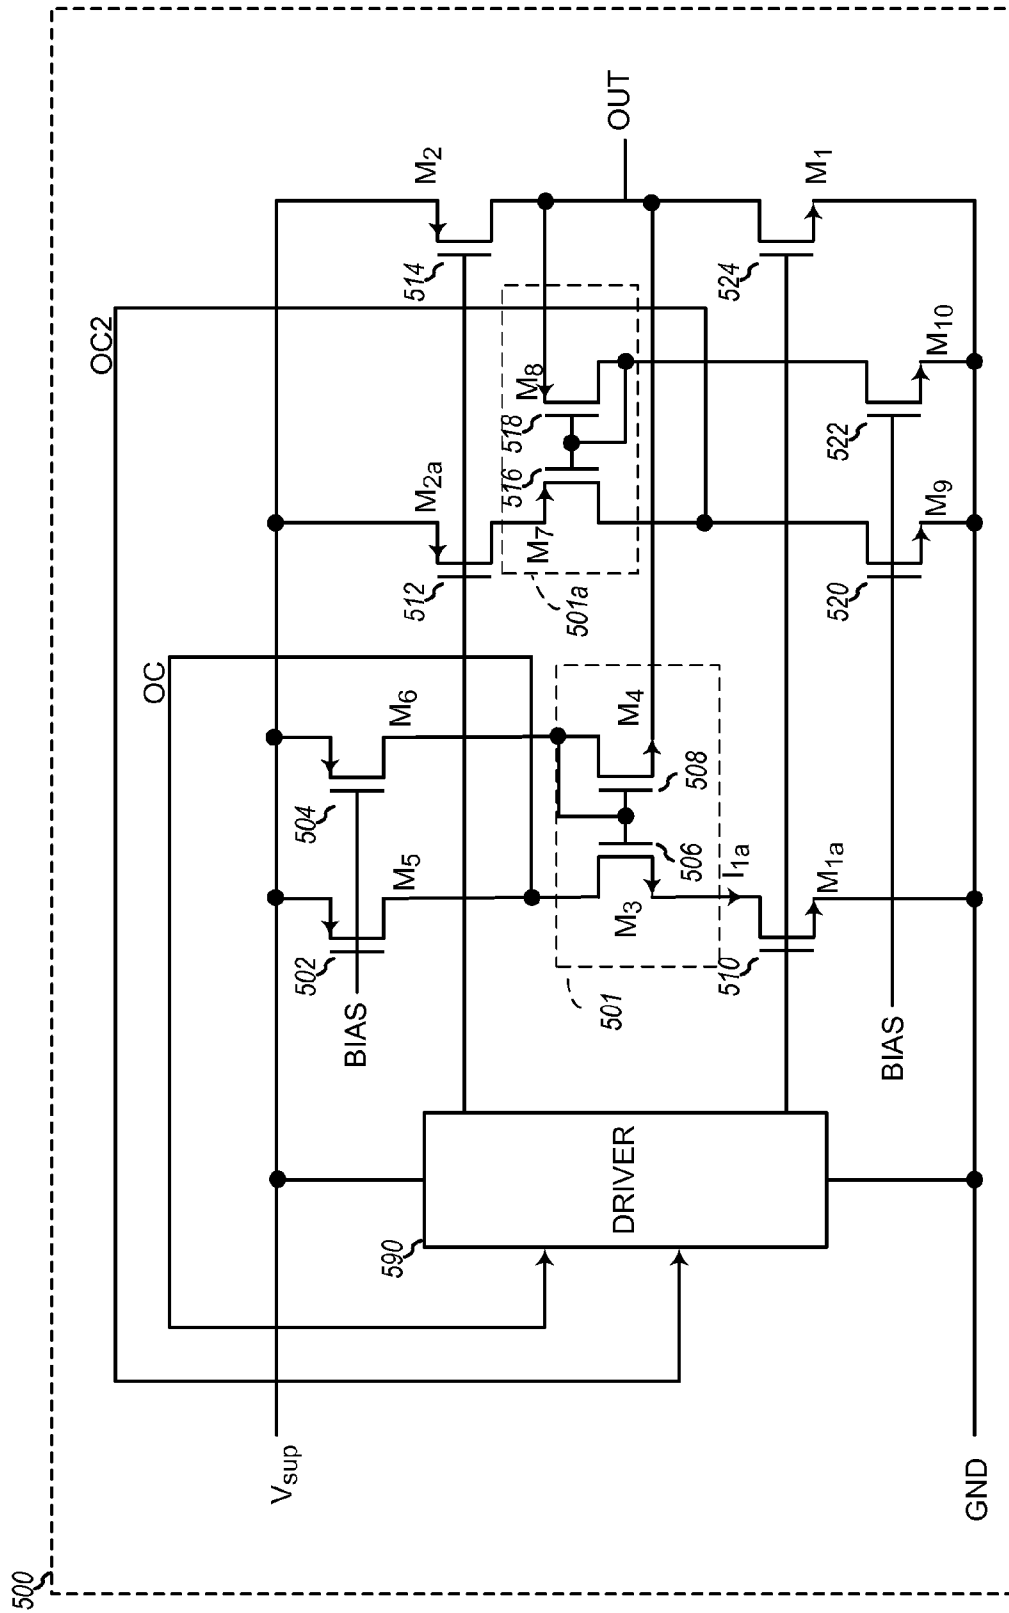 500
OC2
OC
Vsup
M2
514
OUT
M2a
512
M8
518
516
M7
501a
M6
504
M5
502
BIAS
M4
508
506
M3
I1a
501
M1a
510
M1
524
M10
522
M9
520
BIAS
590
DRIVER
GND